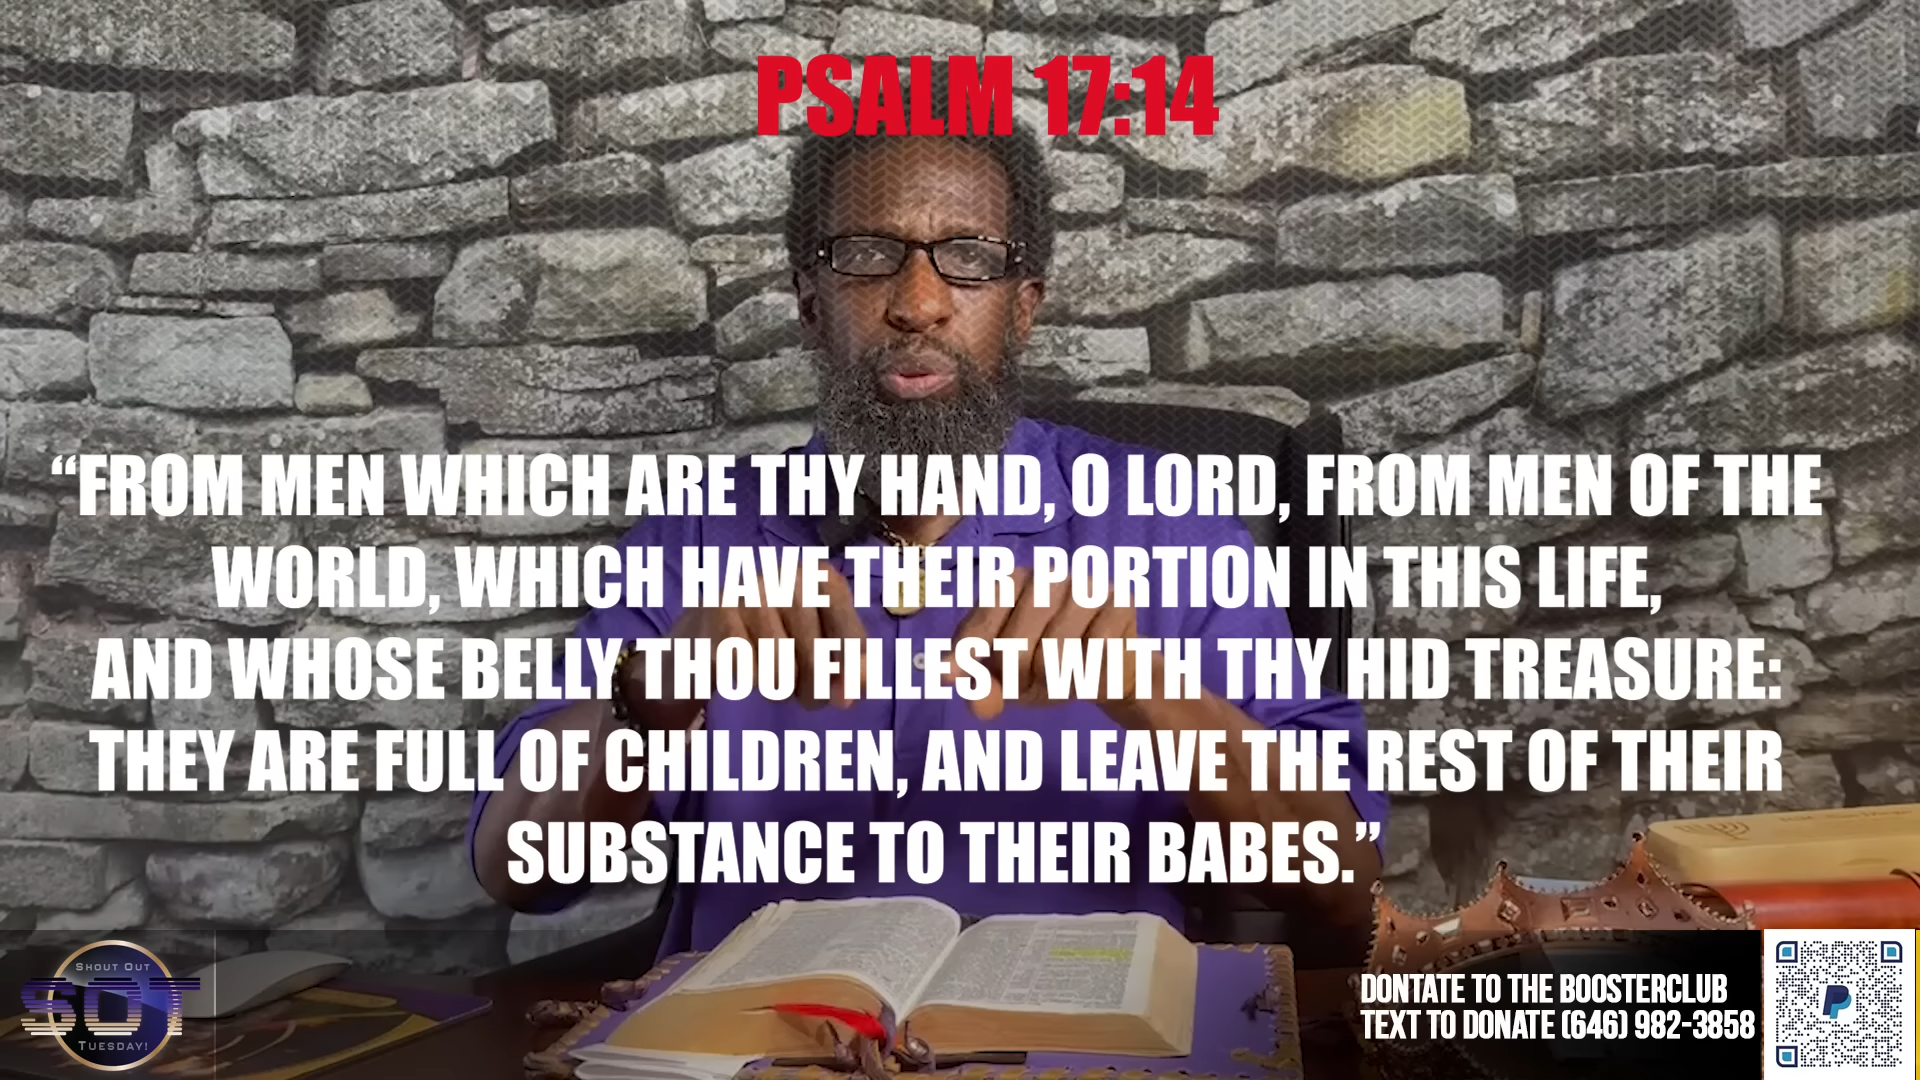 PSALM 17:14
“FROM MEN WHICH ARE THY HAND, O LORD, FROM MEN OF THE
WORLD, WHICH HAVE THEIR PORTION IN THIS LIFE,
AND WHOSE BELLY THOU FILLEST WITH THY HID TREASURE:
THEY ARE FULL OF CHILDREN, AND LEAVE THE REST OF THEIR
SUBSTANCE TO THEIR BABES.”
SHOUT OUT
SOT
TUESDAY!
DONTATE TO THE BOOSTERCLUB
TEXT TO DONATE (646) 982-3858